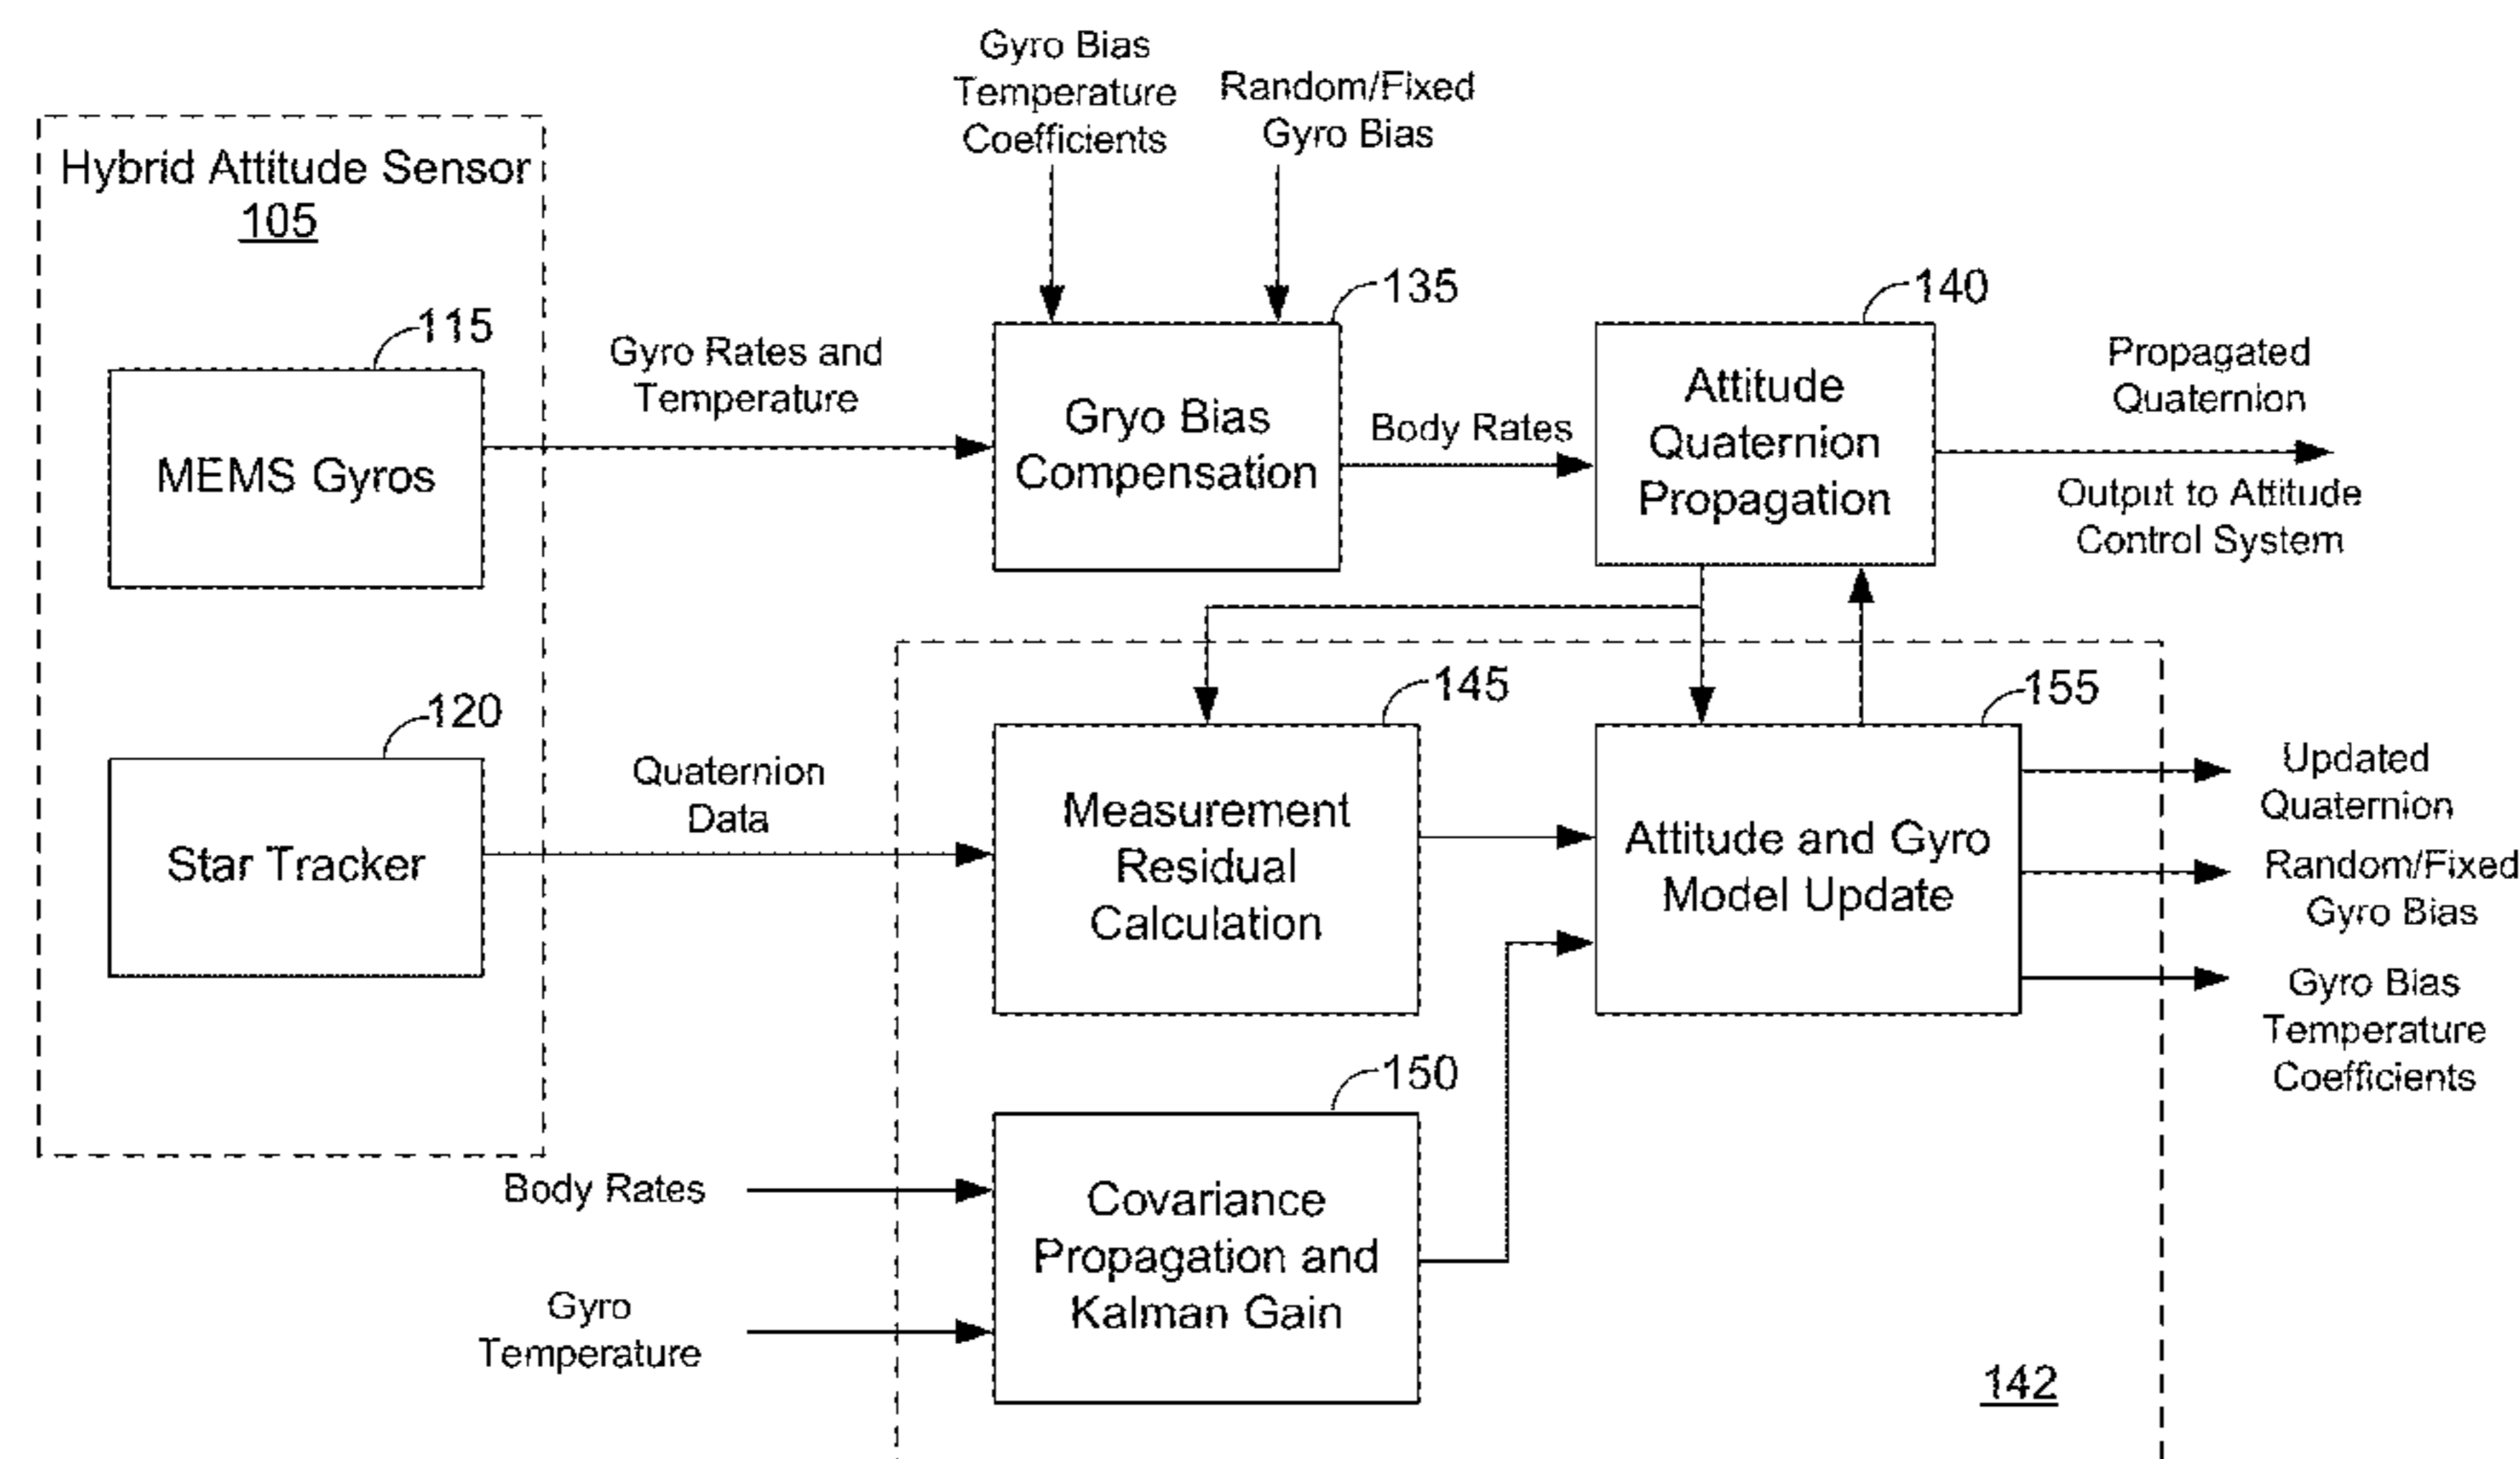 Gyro Bias
Temperature
Coefficients
Random/Fixed
Gyro Bias
Hybrid Attitude Sensor
105
115
MEMS Gyros
Gyro Rates and
Temperature
135
Gryo Bias
Compensation
Body Rates
140
Attitude
Quaternion
Propagation
Propagated
Quaternion
Output to Attitude
Control System
120
Star Tracker
Quaternion
Data
145
Measurement
Residual
Calculation
155
Attitude and Gyro
Model Update
Updated
Quaternion
Random/Fixed
Gyro Bias
Gyro Bias
Temperature
Coefficients
Body Rates
Gyro
Temperature
150
Covariance
Propagation and
Kalman Gain
142